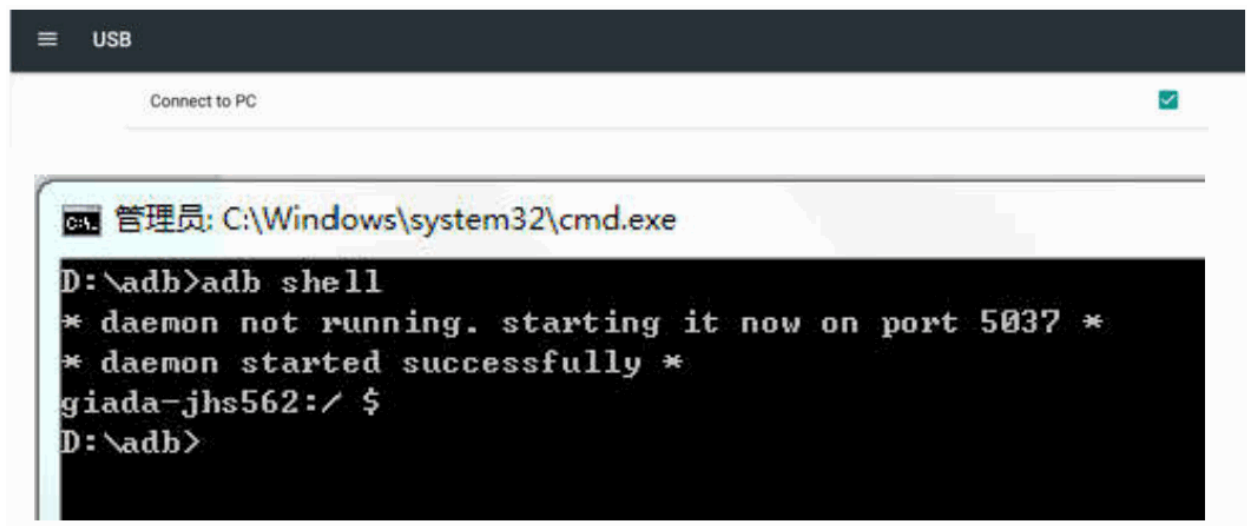 USB
Connect to PC
管理员: C:\Windows\system32\cmd.exe
D:\adb>adb shell
* daemon not running. starting it now on port 5037 *
* daemon started successfully *
giada-jhs562:/ $
D:\adb>